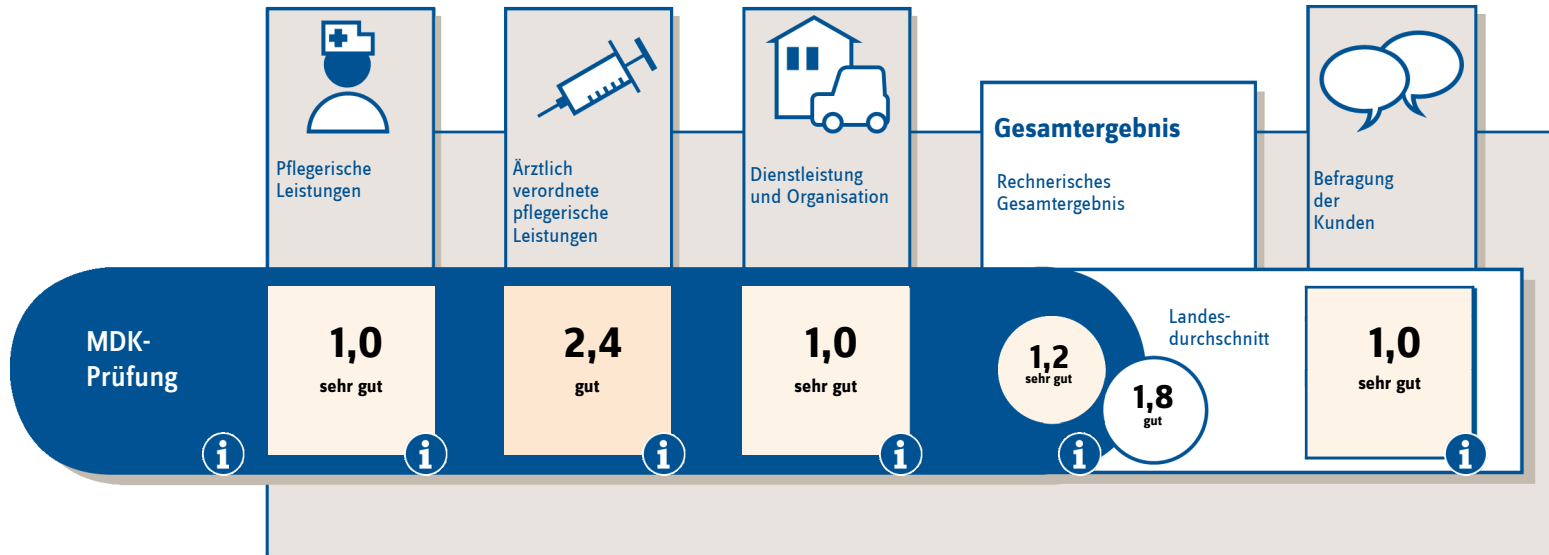 Pflegerische
Leistungen
Ärztlich
verordnete
pflegerische
Leistungen
Dienstleistung
und Organisation
Gesamtergebnis
Rechnerisches
Gesamtergebnis
Befragung
der
Kunden
MDK-
Prüfung
1,0
sehr gut
2,4
gut
1,0
sehr gut
1,2
sehr gut
Landes-
durchschnitt
1,8
gut
1,0
sehr gut
i
i
i
i
i
i